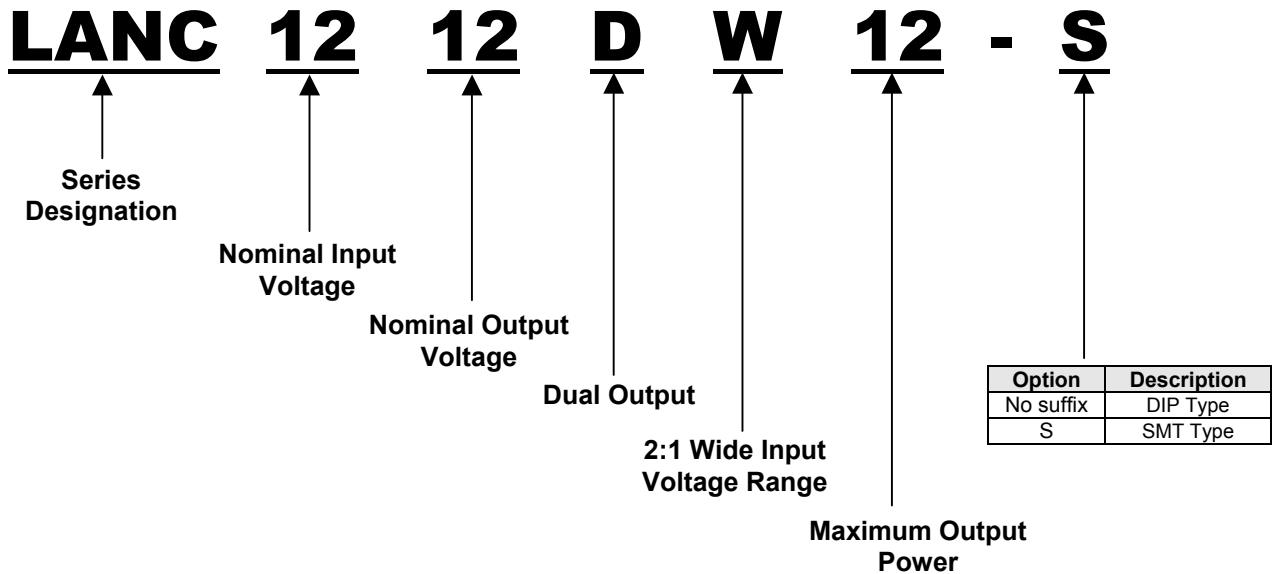 LANC 12 12 D W 12 - S
Series
Designation
Nominal Input
Voltage
Nominal Output
Voltage
Dual Output
2:1 Wide Input
Voltage Range
Maximum Output
Power
Option Description
No suffix DIP Type
S SMT Type